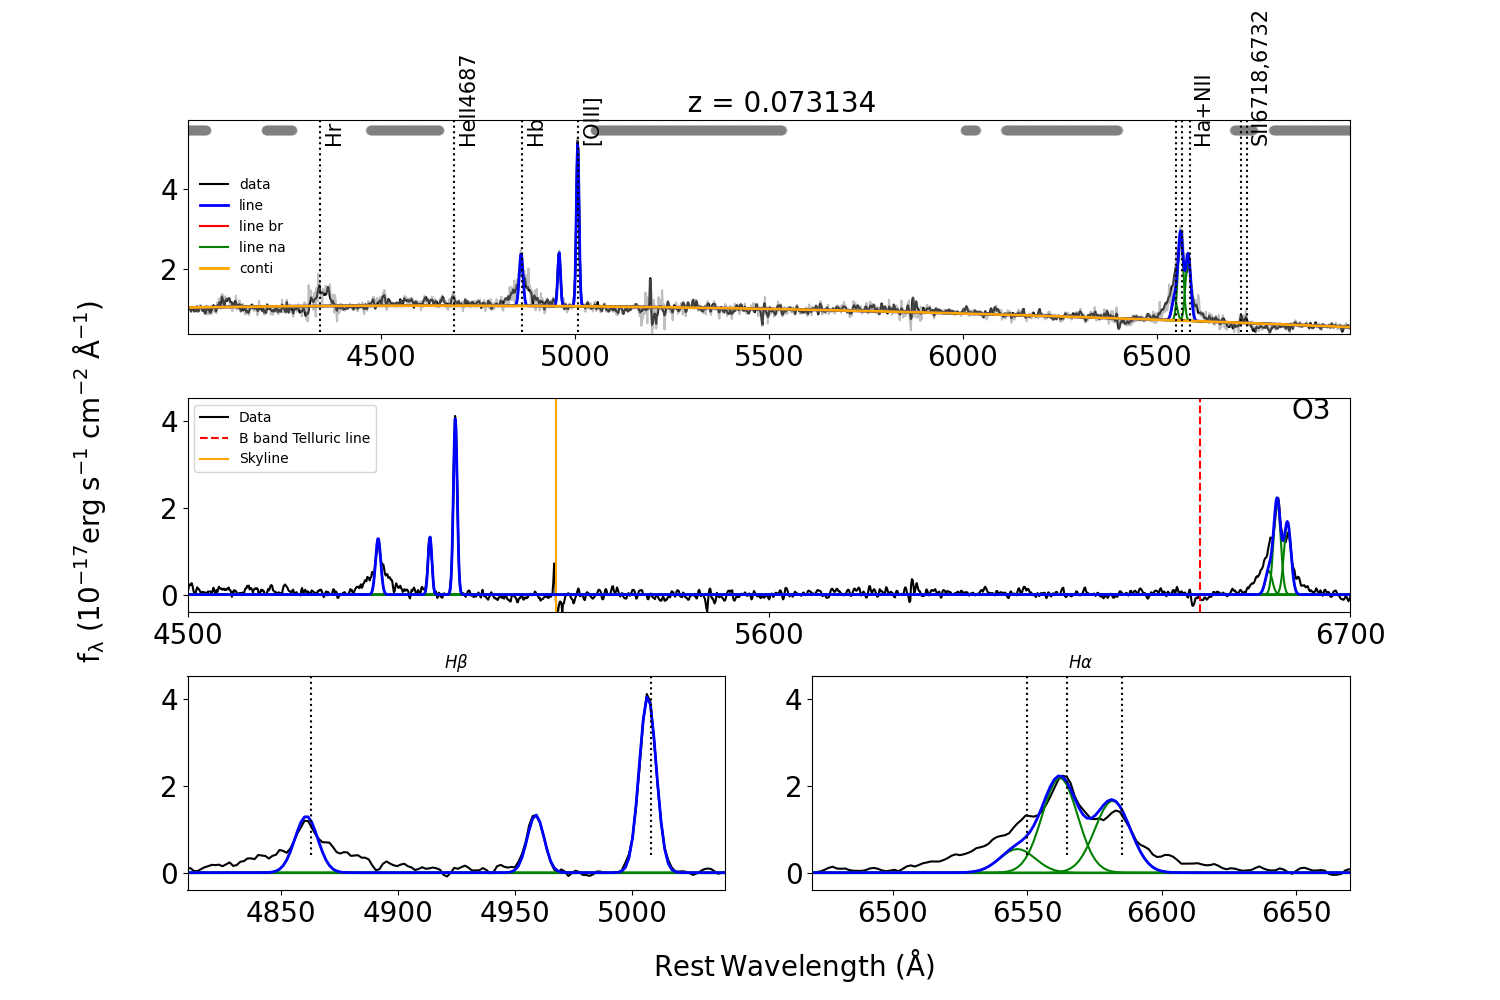 z = 0.073134
Hr
HeII4687
Hb
[OIII]
Ha+NII
SII6718,6732
data
line
line br
line na
conti
4
2
4500 5000 5500 6000 6500
O3
Data
B band Telluric line
Skyline
4
2
0
4500 5600 6700
fλ (10−17erg s−1 cm−2 Å−1)
Hβ
4
2
0
4850 4900 4950 5000
Hα
4
2
0
6500 6550 6600 6650
Rest Wavelength (Å)